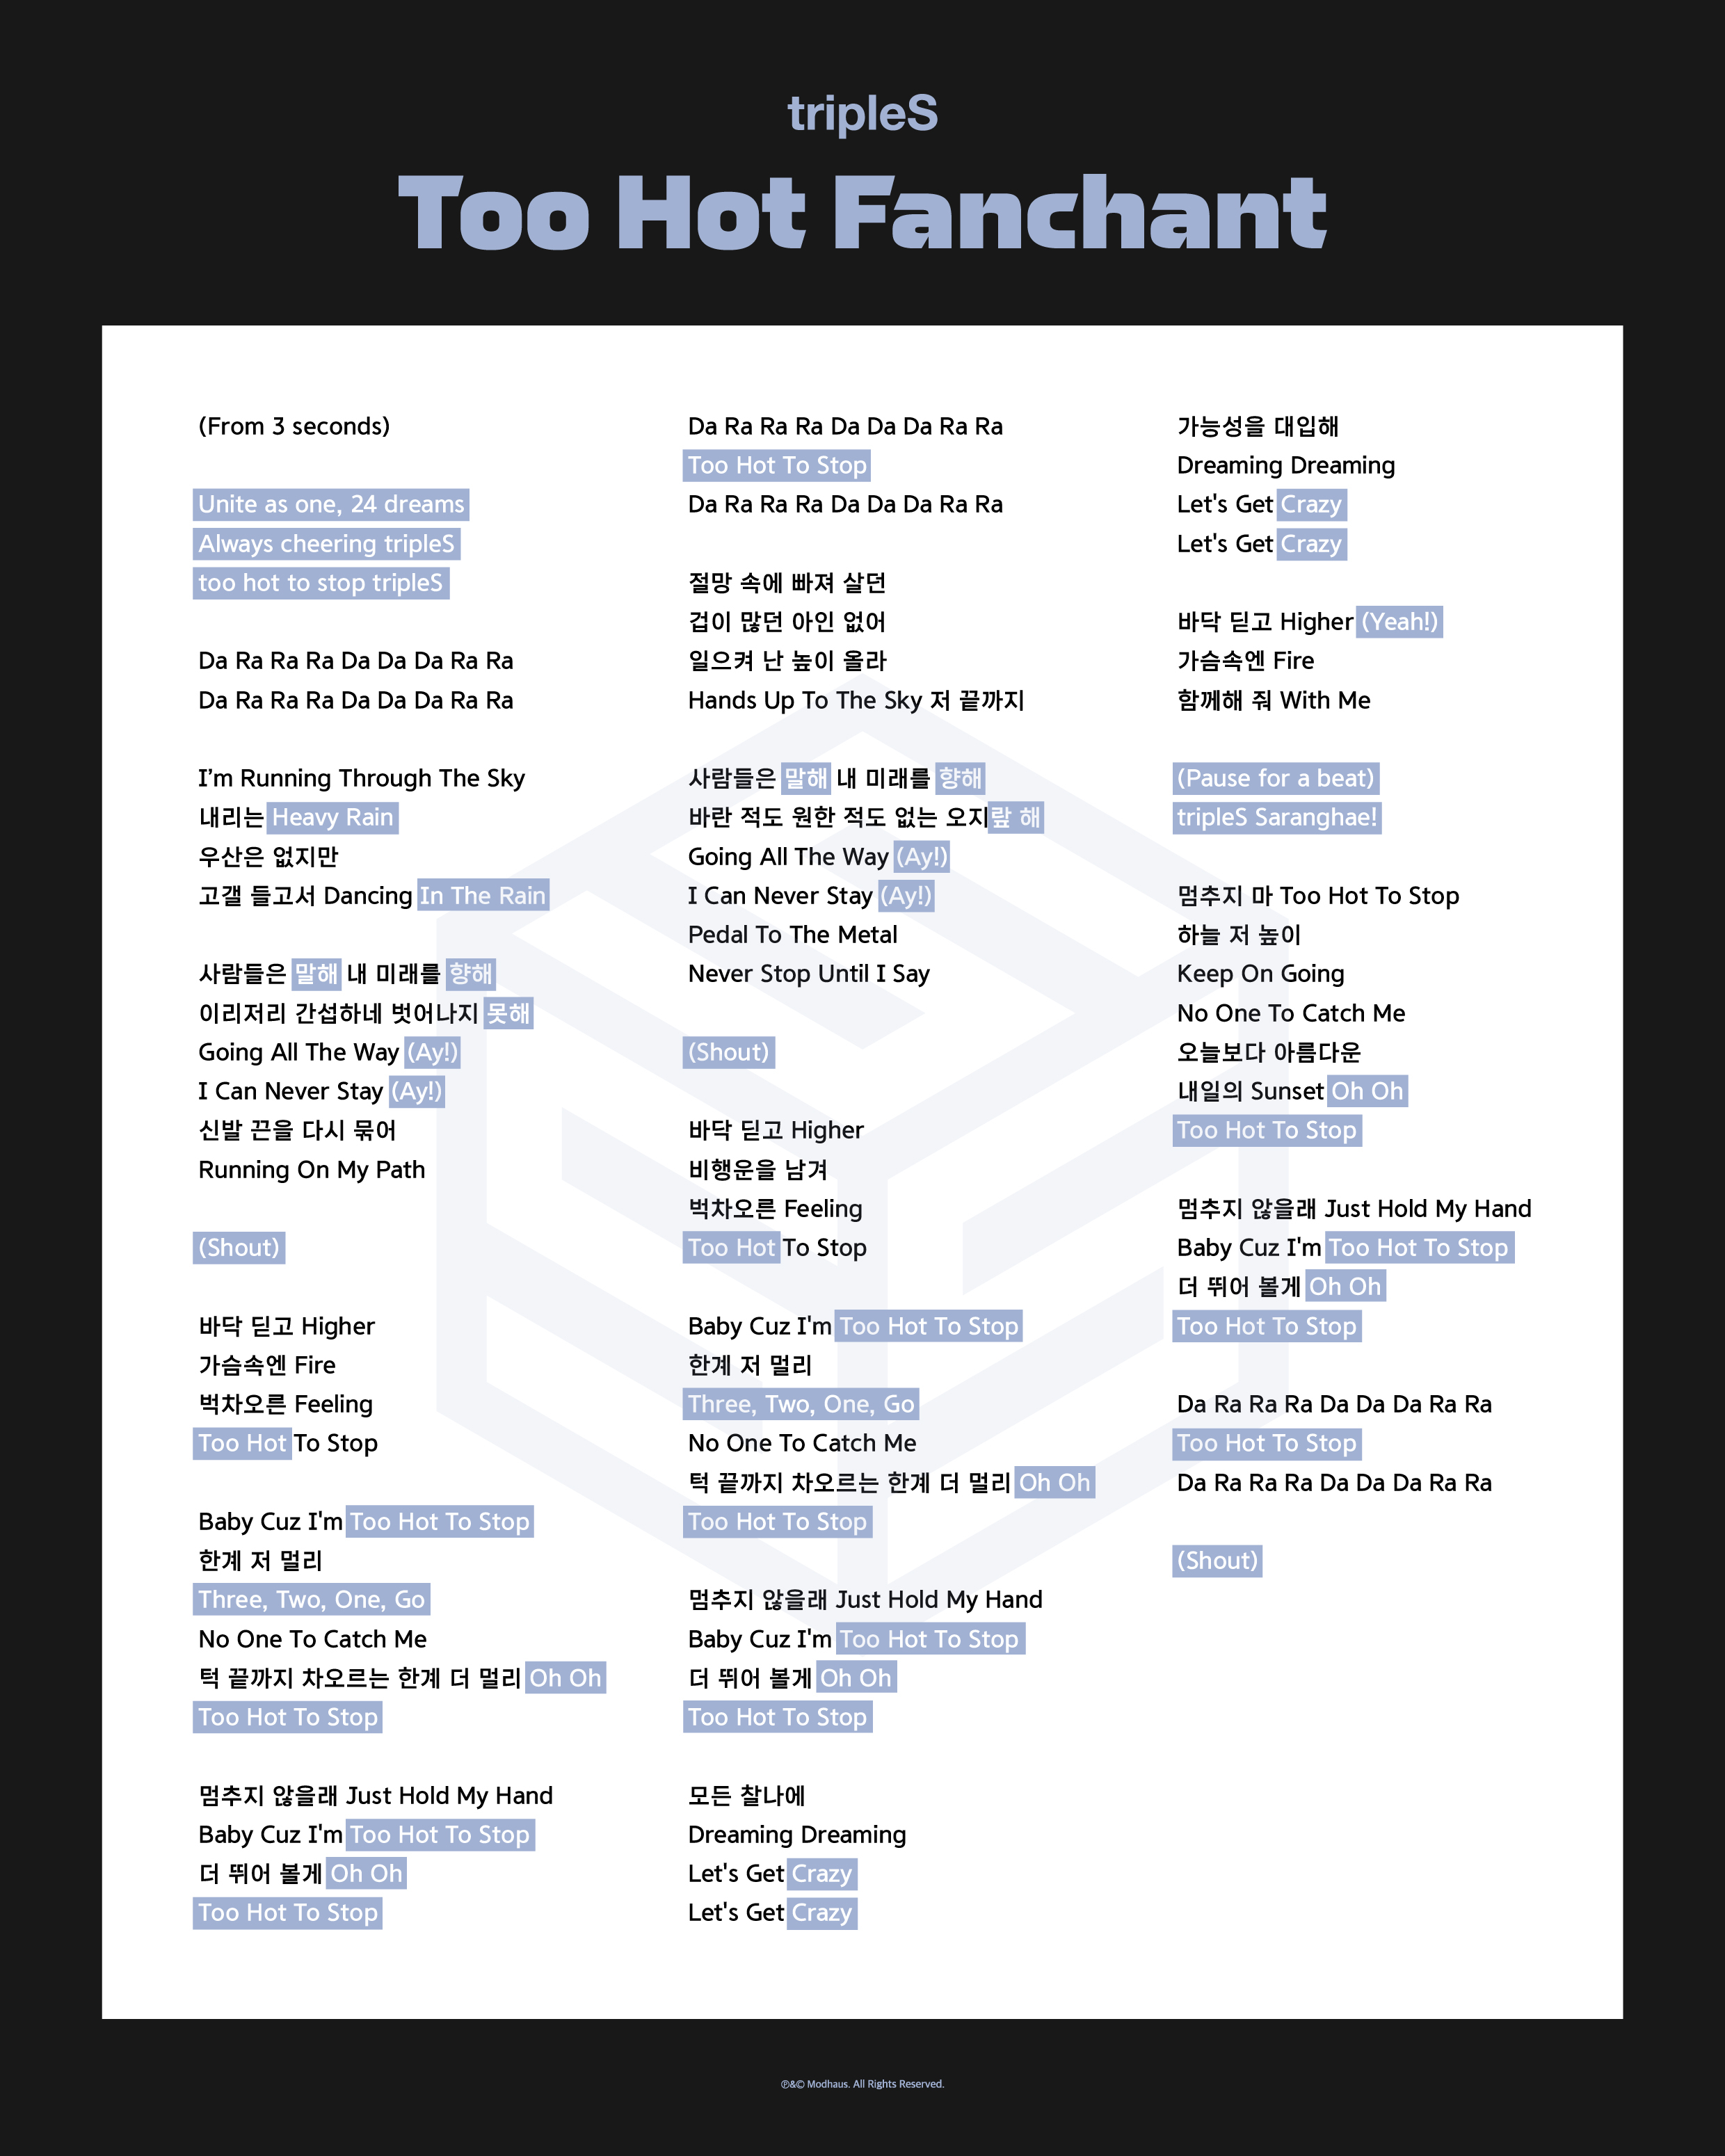 tripleS
Too Hot Fanchant
(From 3 seconds)
Unite as one, 24 dreams
Always cheering tripleS
too hot to stop tripleS
Da Ra Ra Ra Da Da Da Ra Ra
Da Ra Ra Ra Da Da Da Ra Ra
I’m Running Through The Sky
내리는 Heavy Rain
우산은 없지만
고갤 들고서 Dancing In The Rain
사람들은 말해 내 미래를 향해
이리저리 간섭하네 벗어나지 못해
Going All The Way (Ay!)
I Can Never Stay (Ay!)
신발 끈을 다시 묶어
Running On My Path
(Shout)
바닥 딛고 Higher
가슴속엔 Fire
벅차오른 Feeling
Too Hot To Stop
Baby Cuz I'm Too Hot To Stop
한계 저 멀리
Three, Two, One, Go
No One To Catch Me
턱 끝까지 차오르는 한계 더 멀리 Oh Oh
Too Hot To Stop
멈추지 않을래 Just Hold My Hand
Baby Cuz I'm Too Hot To Stop
더 뛰어 볼게 Oh Oh
Too Hot To Stop
Da Ra Ra Ra Da Da Da Ra Ra
Too Hot To Stop
Da Ra Ra Ra Da Da Da Ra Ra
절망 속에 빠져 살던
겁이 많던 아인 없어
일으켜 난 높이 올라
Hands Up To The Sky 저 끝까지
사람들은 말해 내 미래를 향해
바란 적도 원한 적도 없는 오지랖 해
Going All The Way (Ay!)
I Can Never Stay (Ay!)
Pedal To The Metal
Never Stop Until I Say
(Shout)
바닥 딛고 Higher
비행운을 남겨
벅차오른 Feeling
Too Hot To Stop
Baby Cuz I'm Too Hot To Stop
한계 저 멀리
Three, Two, One, Go
No One To Catch Me
턱 끝까지 차오르는 한계 더 멀리 Oh Oh
Too Hot To Stop
멈추지 않을래 Just Hold My Hand
Baby Cuz I'm Too Hot To Stop
더 뛰어 볼게 Oh Oh
Too Hot To Stop
모든 찰나에
Dreaming Dreaming
Let's Get Crazy
Let's Get Crazy
가능성을 대입해
Dreaming Dreaming
Let's Get Crazy
Let's Get Crazy
바닥 딛고 Higher (Yeah!)
가슴속엔 Fire
함께해 줘 With Me
(Pause for a beat)
tripleS Saranghae!
멈추지 마 Too Hot To Stop
하늘 저 높이
Keep On Going
No One To Catch Me
오늘보다 아름다운
내일의 Sunset Oh Oh
Too Hot To Stop
멈추지 않을래 Just Hold My Hand
Baby Cuz I'm Too Hot To Stop
더 뛰어 볼게 Oh Oh
Too Hot To Stop
Da Ra Ra Ra Da Da Da Ra Ra
Too Hot To Stop
Da Ra Ra Ra Da Da Da Ra Ra
(Shout)
℗&© Modhaus. All Rights Reserved.